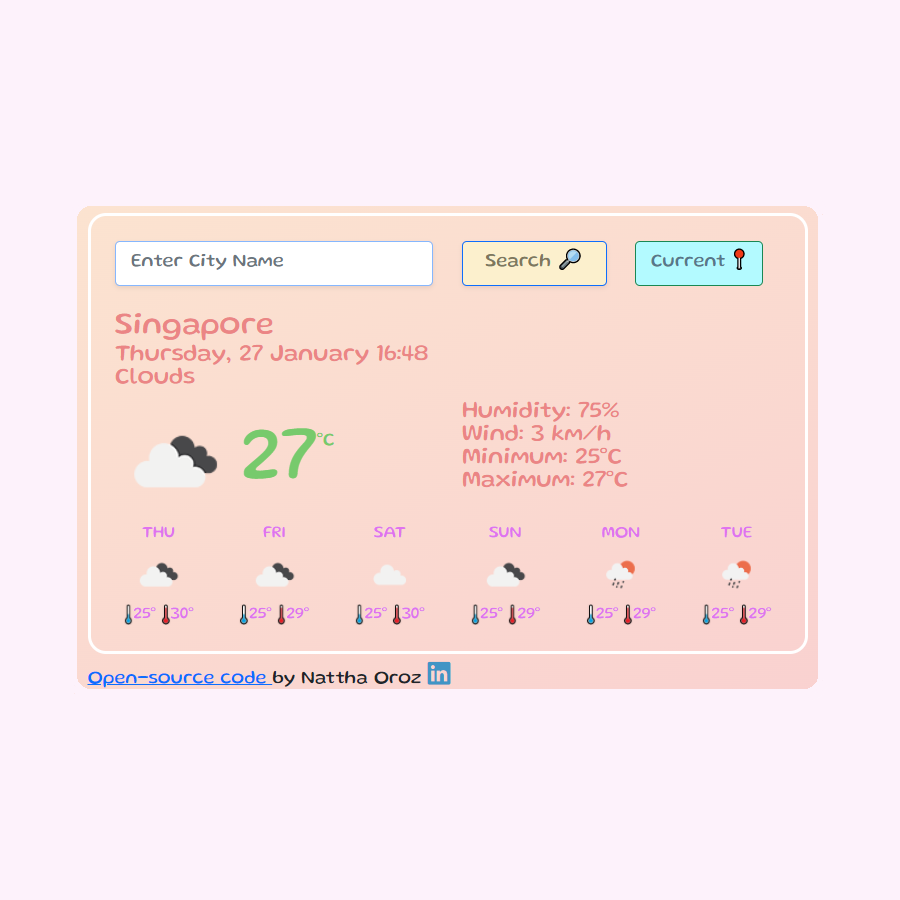 Enter City Name Search Current
Singapore
Thursday, 27 January 16:48
Clouds
27°C
Humidity: 75%
Wind: 3 km/h
Minimum: 25°C
Maximum: 27°C
THU FRI SAT SUN MON TUE
25° 30° 25° 29° 25° 30° 25° 29° 25° 29° 25° 29°
Open-source code by Nattha Oroz in